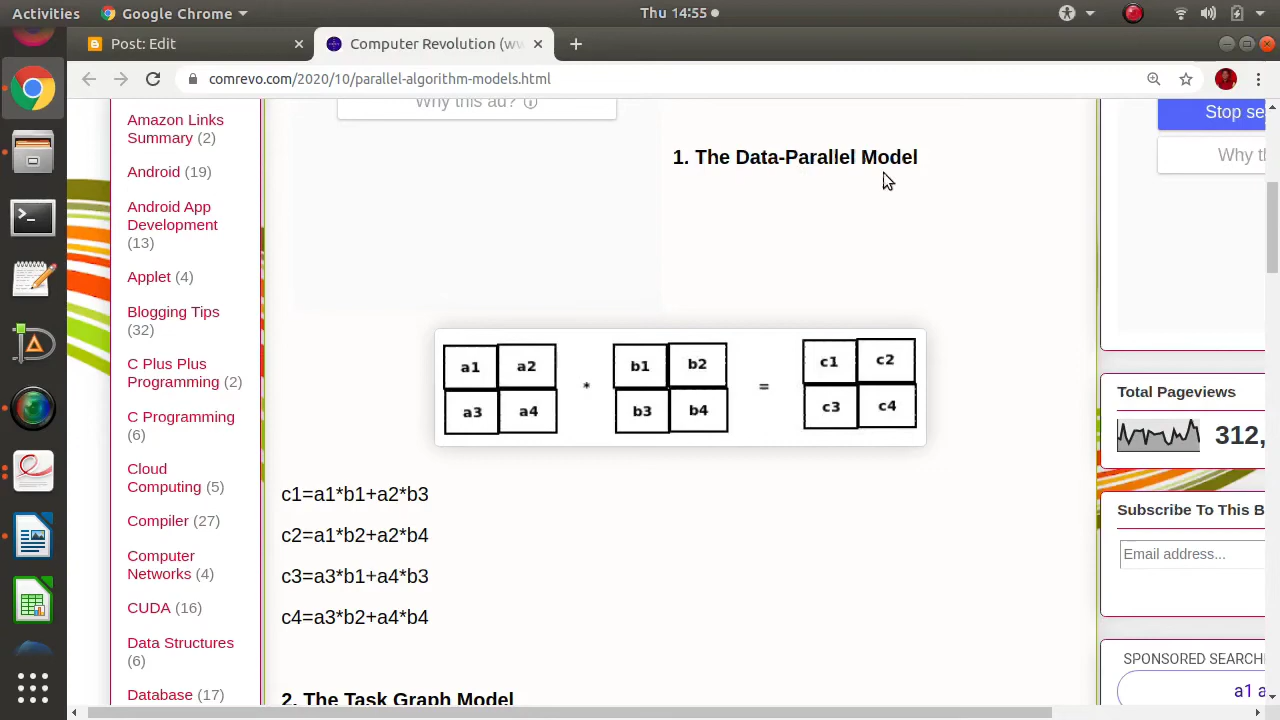 Activities
Google Chrome
Thu 14:55
Post: Edit
Computer Revolution (ww
comrevo.com/2020/10/parallel-algorithm-models.html
Amazon Links
Summary (2)
Android (19)
Android App
Development
(13)
Applet (4)
Blogging Tips
(32)
C Plus Plus
Programming (2)
C Programming
(6)
Cloud
Computing (5)
Compiler (27)
Computer
Networks (4)
CUDA (16)
Data Structures
(6)
Database (17)
Why this ad?
1. The Data-Parallel Model
a1 a2 b1 b2 c1 c2
* =
a3 a4 b3 b4 c3 c4
c1=a1*b1+a2*b3
c2=a1*b2+a2*b4
c3=a3*b1+a4*b3
c4=a3*b2+a4*b4
2. The Task Graph Model
Stop se
Why th
Total Pageviews
312,
Subscribe To This B
Email address...
SPONSORED SEARCH
a1 a